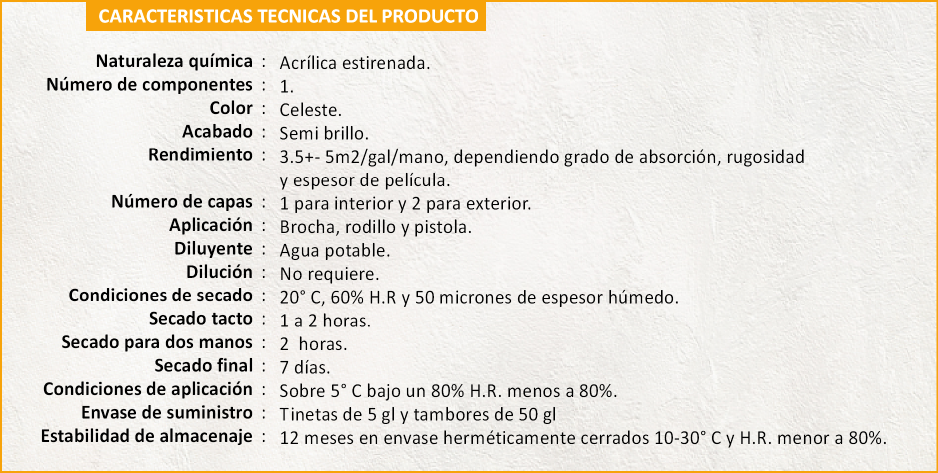 CARACTERISTICAS TECNICAS DEL PRODUCTO
Naturaleza química : Acrílica estirenada.
Número de componentes : 1.
Color : Celeste.
Acabado : Semi brillo.
Rendimiento : 3.5+- 5m2/gal/mano, dependiendo grado de absorción, rugosidad
y espesor de película.
Número de capas : 1 para interior y 2 para exterior.
Aplicación : Brocha, rodillo y pistola.
Diluyente : Agua potable.
Dilución : No requiere.
Condiciones de secado : 20° C, 60% H.R y 50 micrones de espesor húmedo.
Secado tacto : 1 a 2 horas.
Secado para dos manos : 2 horas.
Secado final : 7 días.
Condiciones de aplicación : Sobre 5° C bajo un 80% H.R. menos a 80%.
Envase de suministro : Tinetas de 5 gl y tambores de 50 gl
Estabilidad de almacenaje : 12 meses en envase herméticamente cerrados 10-30° C y H.R. menor a 80%.